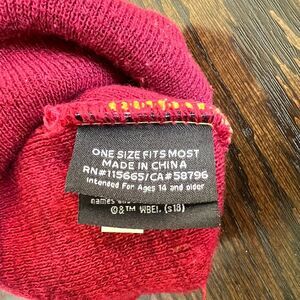 ONE SIZE FITS MOST
MADE IN CHINA
RN#115665/CA#58796
Intended For Ages 14 and older
names
©&TM WBEI. (s18)